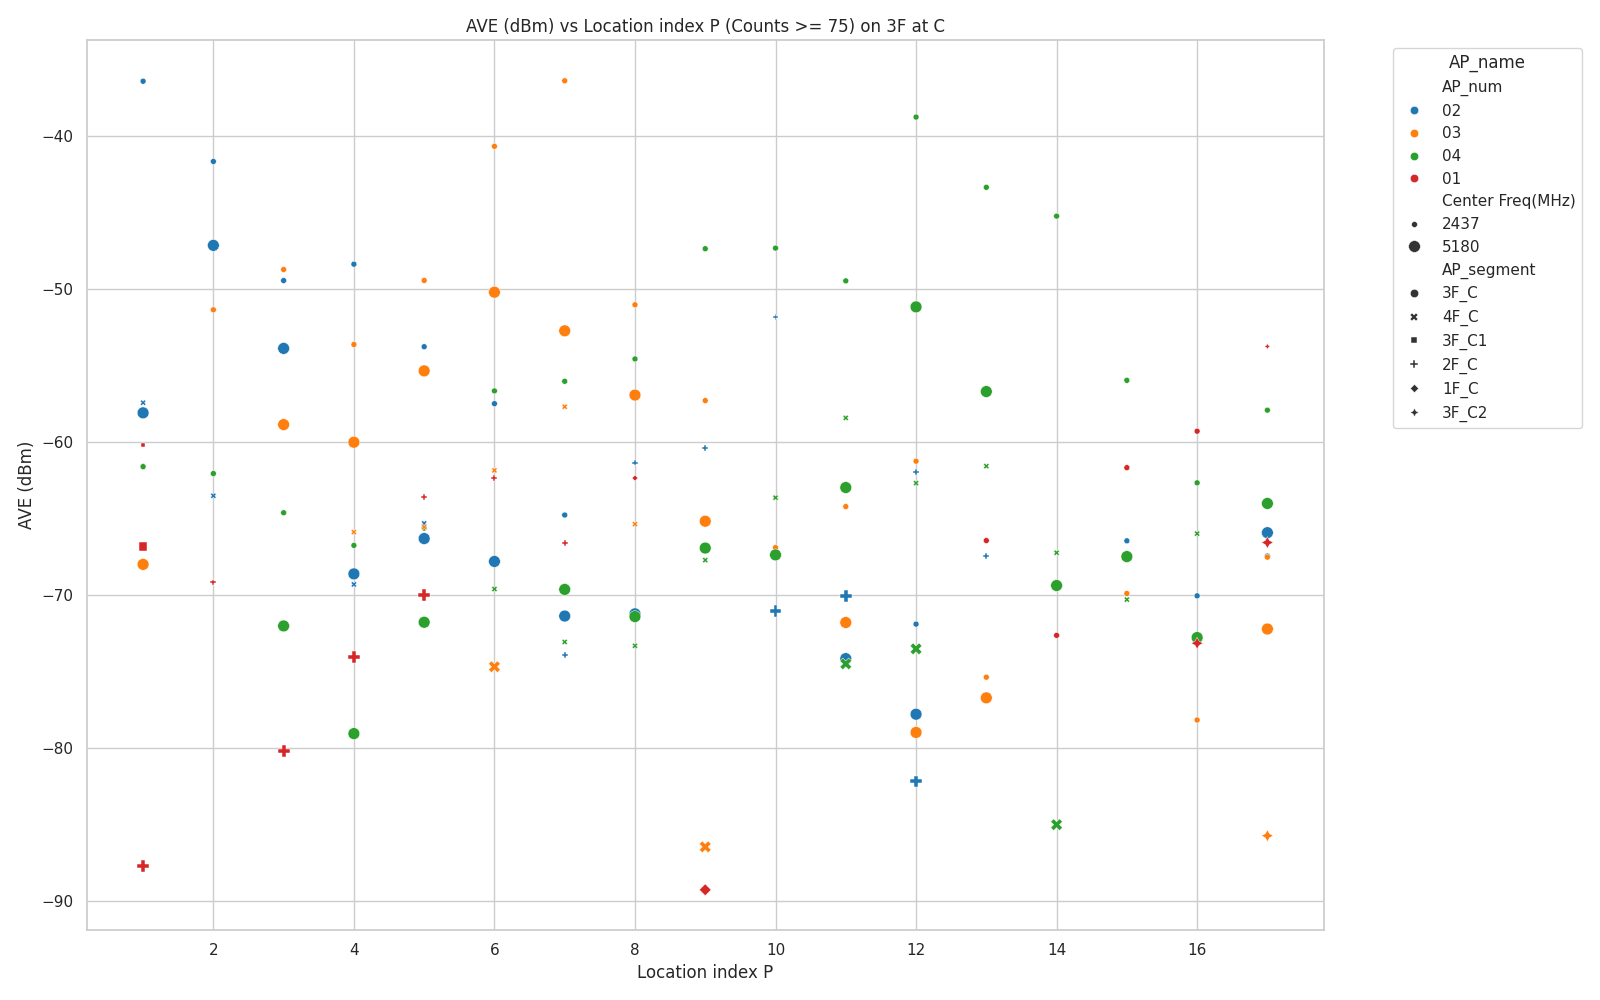 AVE (dBm) vs Location index P (Counts >= 75) on 3F at C
AVE (dBm)
−40
−50
−60
−70
−80
−90
2 4 6 8 10 12 14 16
Location index P
AP_name
AP_num
02
03
04
01
Center Freq(MHz)
2437
5180
AP_segment
3F_C
4F_C
3F_C1
2F_C
1F_C
3F_C2